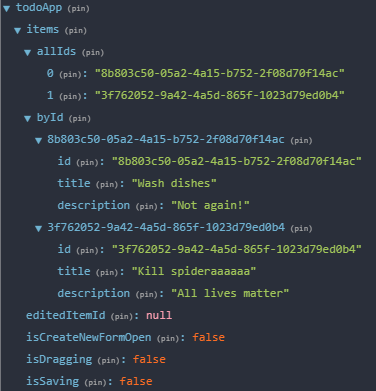 todoApp (pin)
items (pin)
allIds (pin)
0 (pin): "8b803c50-05a2-4a15-b752-2f08d70f14ac"
1 (pin): "3f762052-9a42-4a5d-865f-1023d79ed0b4"
byId (pin)
8b803c50-05a2-4a15-b752-2f08d70f14ac (pin)
id (pin): "8b803c50-05a2-4a15-b752-2f08d70f14ac"
title (pin): "Wash dishes"
description (pin): "Not again!"
3f762052-9a42-4a5d-865f-1023d79ed0b4 (pin)
id (pin): "3f762052-9a42-4a5d-865f-1023d79ed0b4"
title (pin): "Kill spideraaaaaa"
description (pin): "All lives matter"
editedItemId (pin): null
isCreateNewFormOpen (pin): false
isDragging (pin): false
isSaving (pin): false